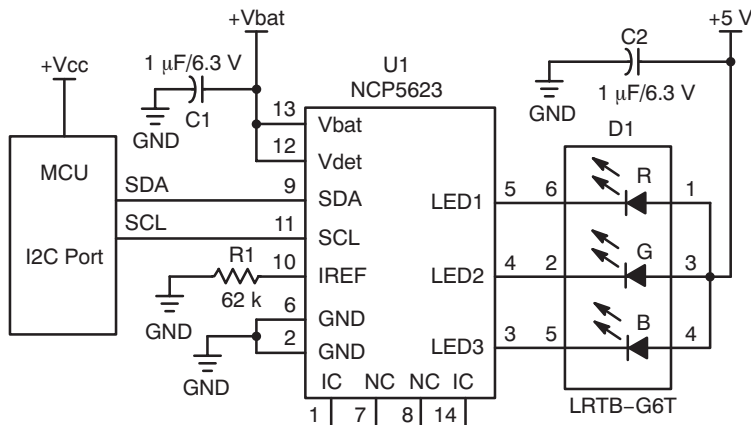 +Vbat
+5 V
C2
1 μF/6.3 V
U1
NCP5623
+Vcc
GND
C1
GND
1 μF/6.3 V
13
Vbat
D1
MCU
12
Vdet
SDA
9
SDA
LED1
5
6
R
1
SCL
11
SCL
I2C Port
R1
10
IREF
LED2
4
2
G
3
62 k
GND
6
GND
2
GND
LED3
3
5
B
4
GND
IC
NC
NC
IC
1
7
8
14
LRTB–G6T